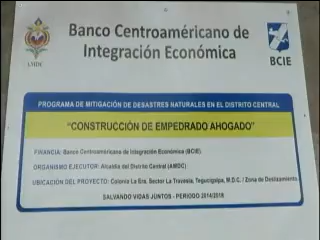 Banco Centroaméricano de
Integración Económica
BCIE
PROGRAMA DE MITIGACIÓN DE DESASTRES NATURALES EN EL DISTRITO CENTRAL
“CONSTRUCCIÓN DE EMPEDRADO AHOGADO”
FINANCIA: Banco Centroamericano de Integración Económica (BCIE)
ORGANISMO EJECUTOR: Alcaldía del Distrito Central (AMDC)
UBICACIÓN DEL PROYECTO: Colonia La Era, Sector La Travesía, Tegucigalpa, M.D.C. / Zona de Deslizamiento
SALVANDO VIDAS JUNTOS - PERIODO 2014/2018